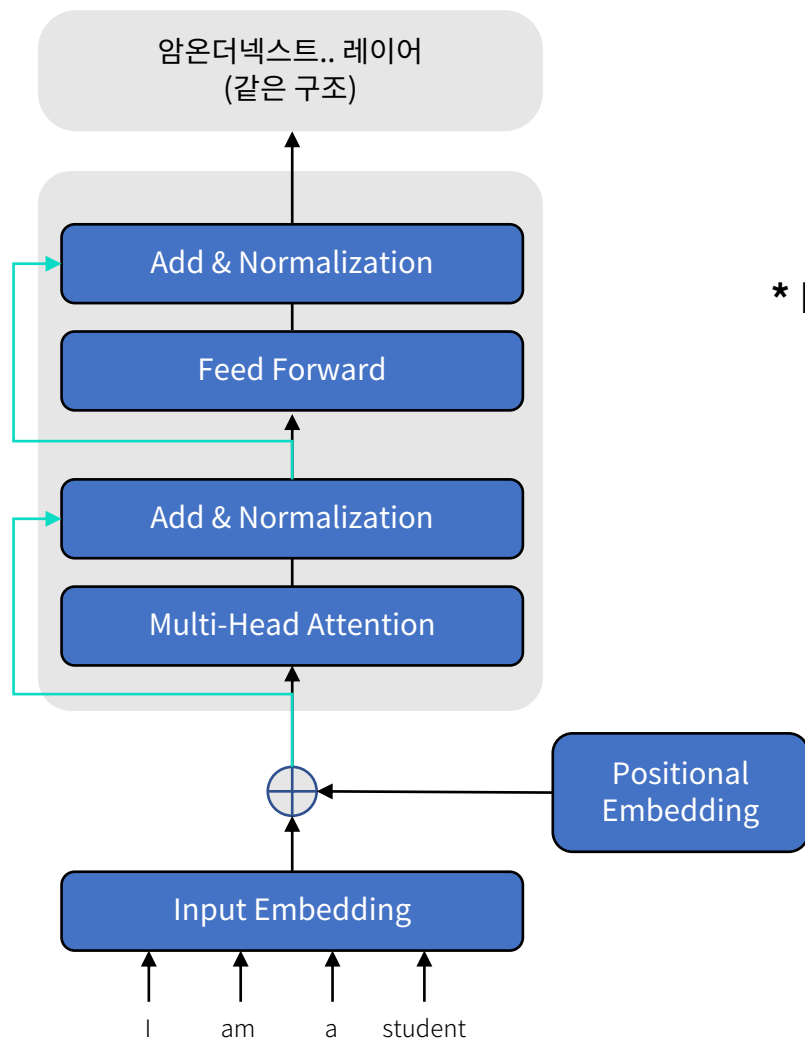 암온더넥스트.. 레이어
(같은 구조)
Add & Normalization
Feed Forward
Add & Normalization
Multi-Head Attention
Positional
Embedding
Input Embedding
I am a student
*